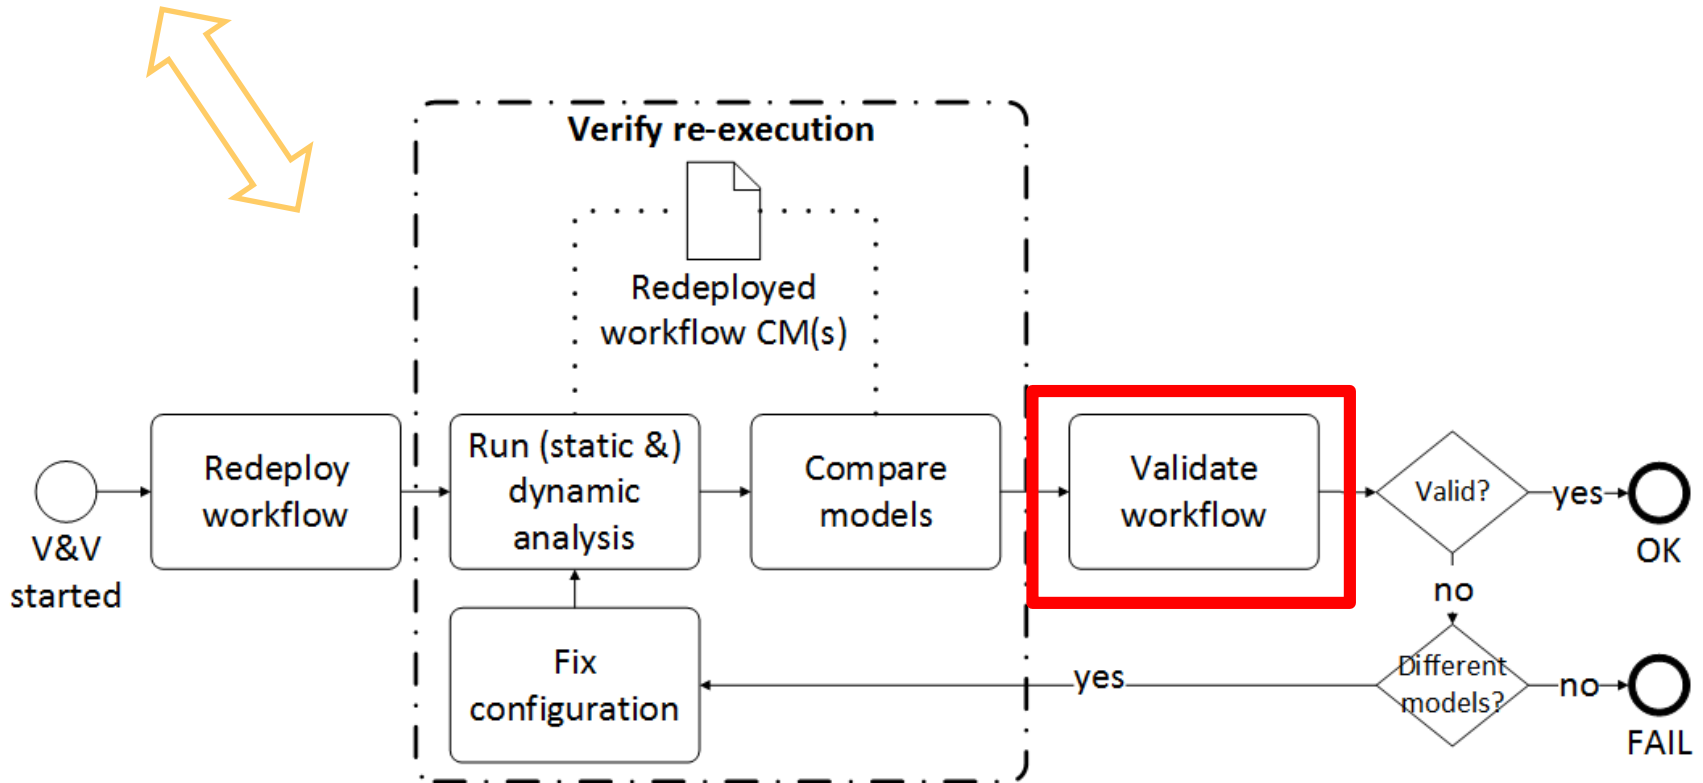 Verify re-execution
Redeployed
workflow CM(s)
V&V
started
Redeploy
workflow
Run (static &)
dynamic
analysis
Compare
models
Validate
workflow
Valid?
yes
OK
no
Different
models?
no
FAIL
yes
Fix
configuration